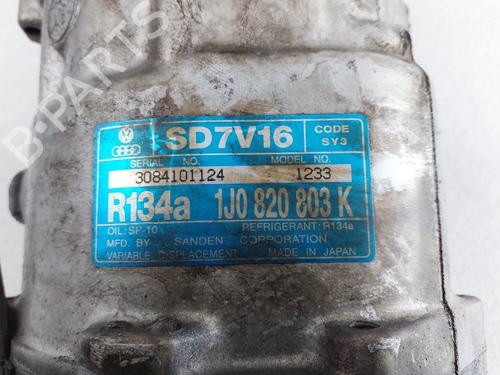 SD7V16 CODE SY3
SERIAL NO. MODEL NO.
3084101124 1233
R134a 1J0 820 803 K
OIL: SP-10 REFRIGERANT: R134a
MFD. BY SANDEN CORPORATION
VARIABLE DISPLACEMENT MADE IN JAPAN
B-PARTS